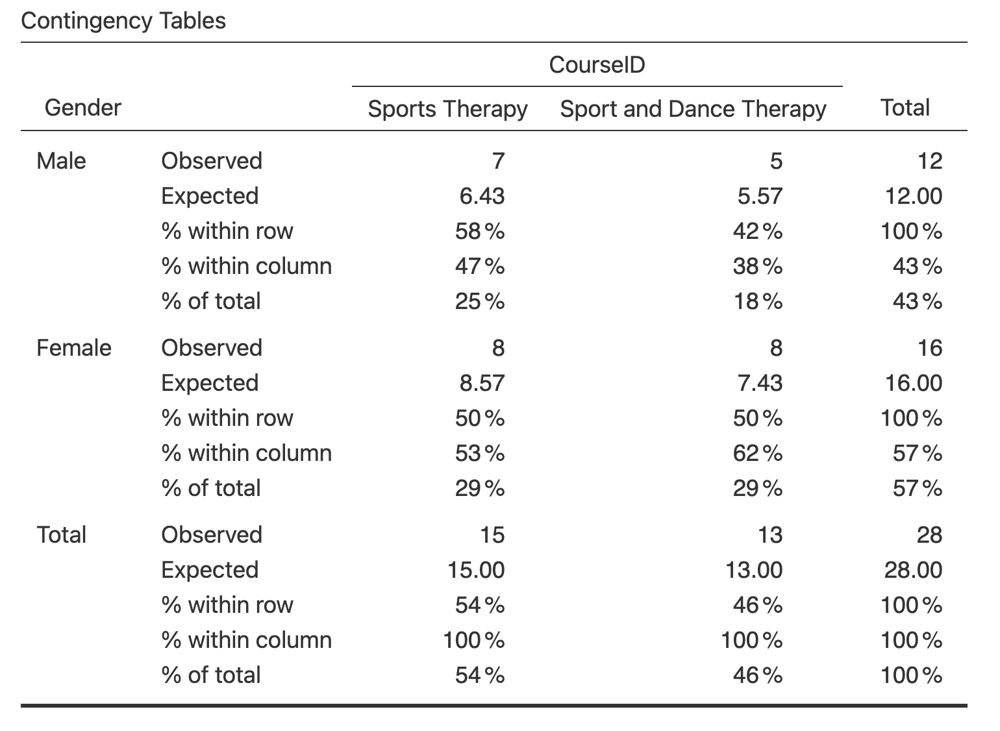 Contingency Tables
CourseID
Gender Sports Therapy Sport and Dance Therapy Total
Male Observed 7 5 12
Expected 6.43 5.57 12.00
% within row 58% 42% 100%
% within column 47% 38% 43%
% of total 25% 18% 43%
Female Observed 8 8 16
Expected 8.57 7.43 16.00
% within row 50% 50% 100%
% within column 53% 62% 57%
% of total 29% 29% 57%
Total Observed 15 13 28
Expected 15.00 13.00 28.00
% within row 54% 46% 100%
% within column 100% 100% 100%
% of total 54% 46% 100%